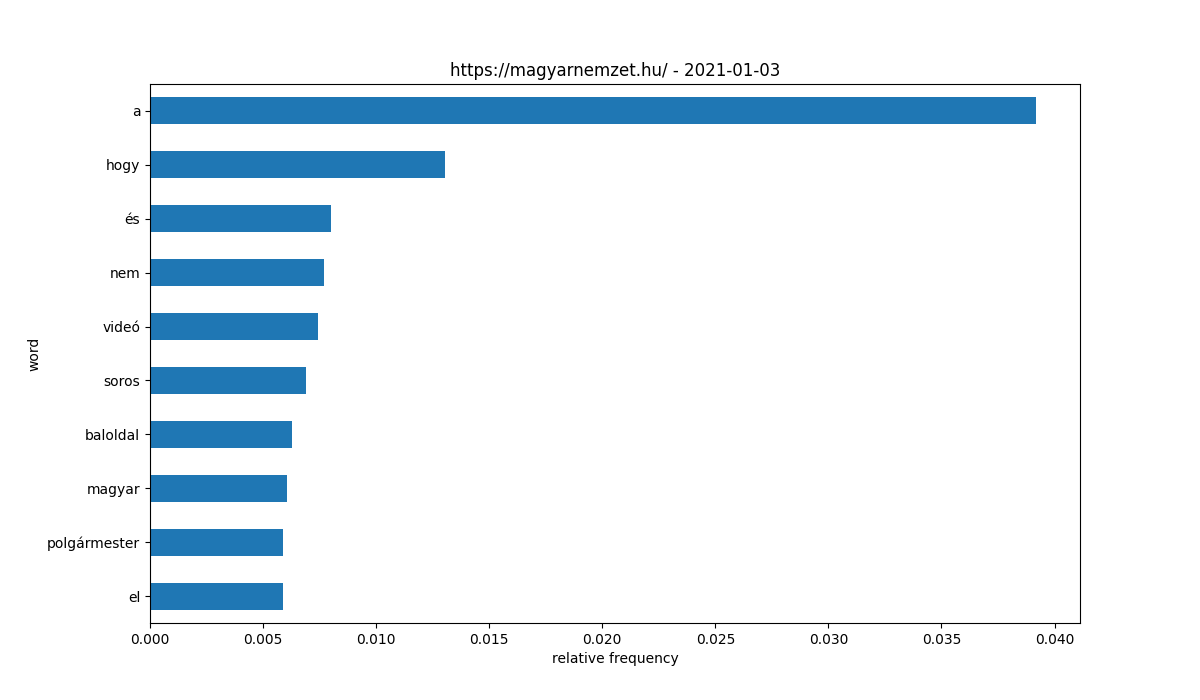 https://magyarnemzet.hu/ - 2021-01-03
a
hogy
és
nem
videó
soros
baloldal
magyar
polgármester
el
word
0.000 0.005 0.010 0.015 0.020 0.025 0.030 0.035 0.040
relative frequency